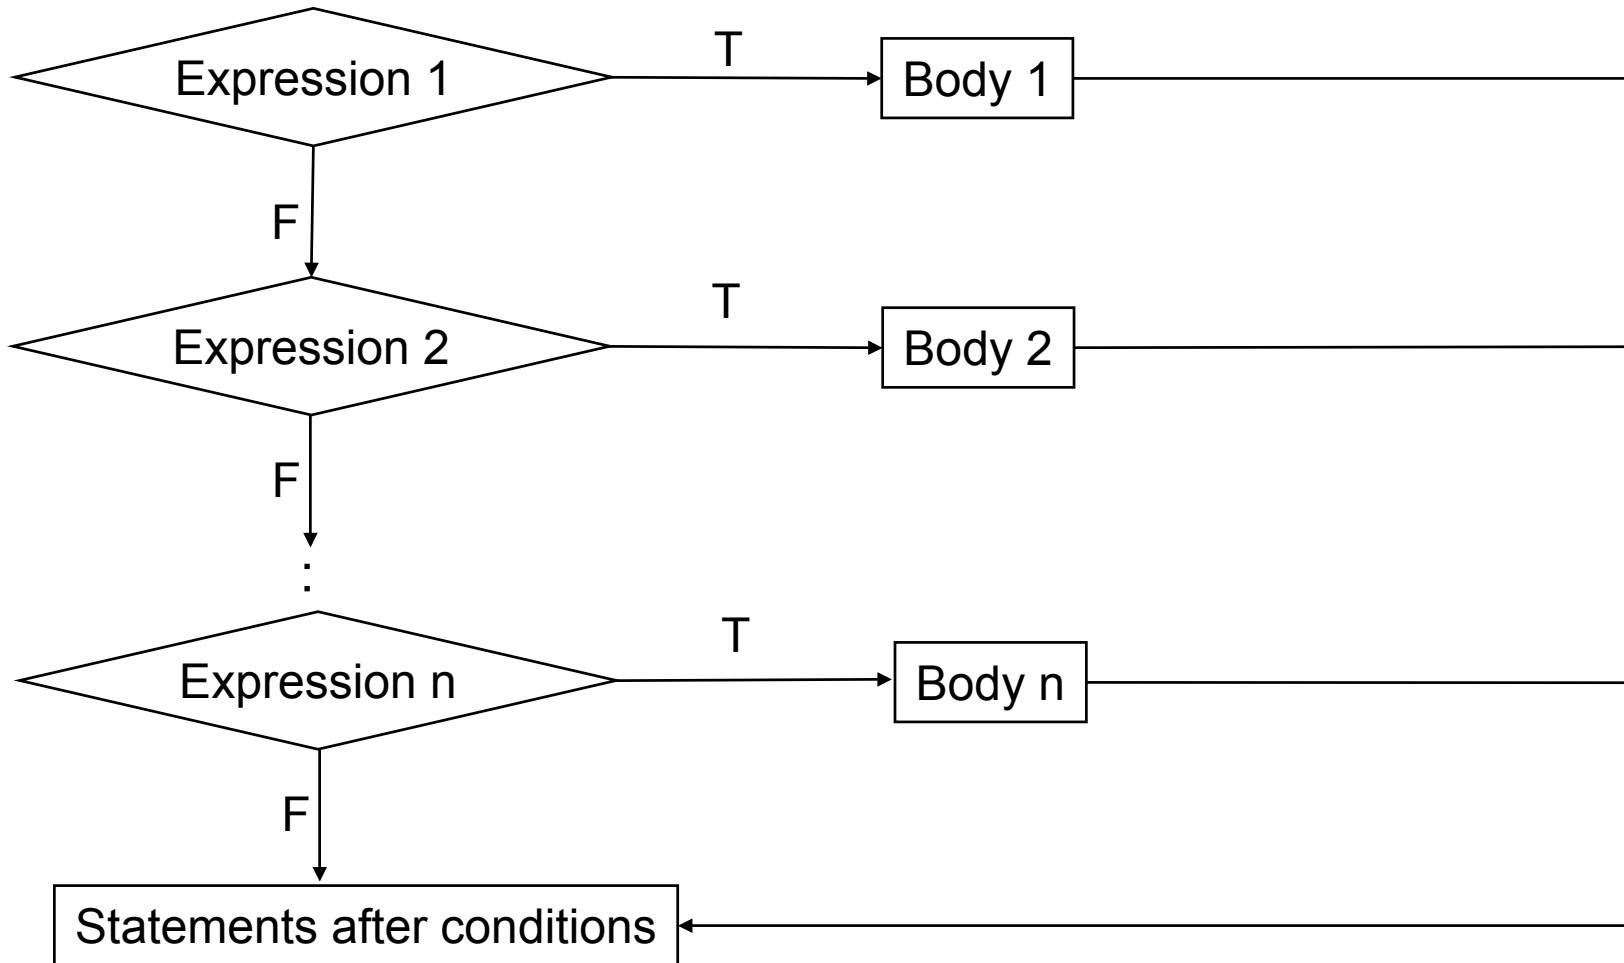 Expression 1
T
Body 1
F
Expression 2
T
Body 2
F
:
Expression n
T
Body n
F
Statements after conditions